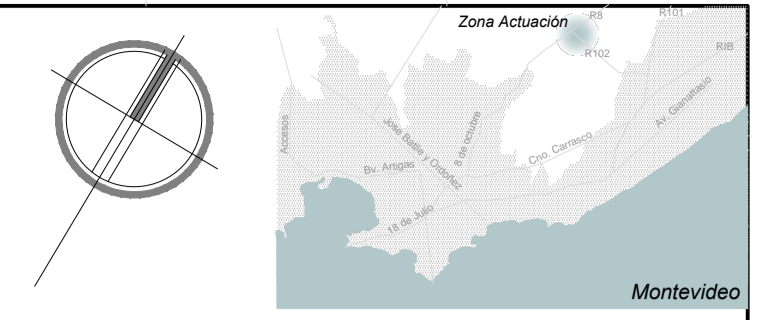 Zona Actuación
R8
R101
R102
RIB
Accesos
Jose Batlle y Ordoñez
8 de octubre
Av. Gianattasio
Cno. Carrasco
Bv. Artigas
18 de Julio
Montevideo